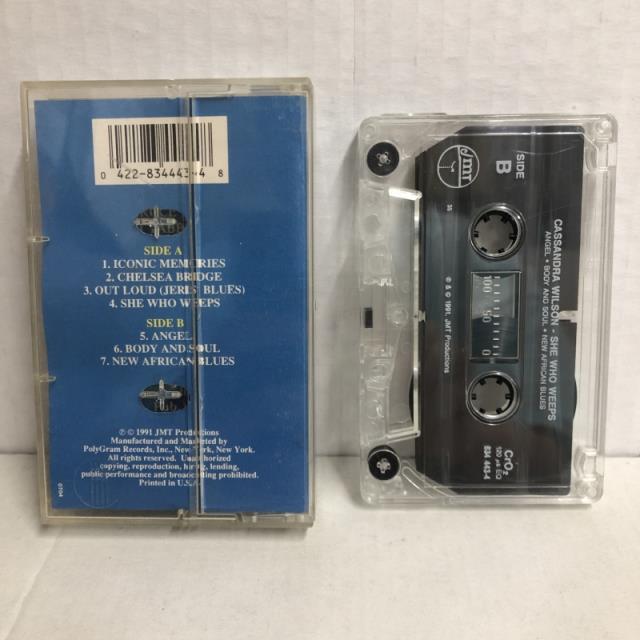 0 422-834443-4 8
SIDE A
1. ICONIC MEMORIES
2. CHELSEA BRIDGE
3. OUT LOUD (JERIS' BLUES)
4. SHE WHO WEEPS
SIDE B
5. ANGEL
6. BODY AND SOUL
7. NEW AFRICAN BLUES
℗ © 1991 JMT Productions
Manufactured and Marketed by
PolyGram Records, Inc., New York, New York.
All rights reserved. Unauthorized
copying, reproduction, hiring, lending,
public performance and broadcasting prohibited.
Printed in U.S.A.
0704
jmt
SIDE
B
CASSANDRA WILSON - SHE WHO WEEPS
ANGEL • BODY AND SOUL • NEW AFRICAN BLUES
100 50 0
℗ & © 1991, JMT Productions
CrO2
120 µs EQ
834 443-4